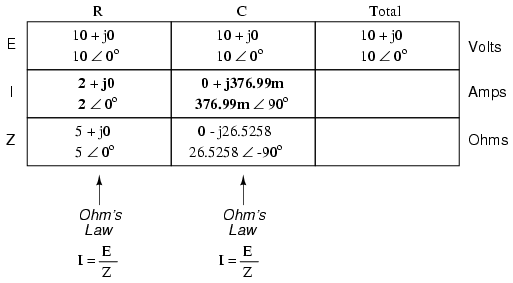 R C Total
E 10 + j0 10 + j0 10 + j0 Volts
10 ∠ 0° 10 ∠ 0° 10 ∠ 0°
I 2 + j0 0 + j376.99m Amps
2 ∠ 0° 376.99m ∠ 90°
Z 5 + j0 0 - j26.5258 Ohms
5 ∠ 0° 26.5258 ∠ -90°
Ohm's Ohm's
Law Law
I = E/Z I = E/Z